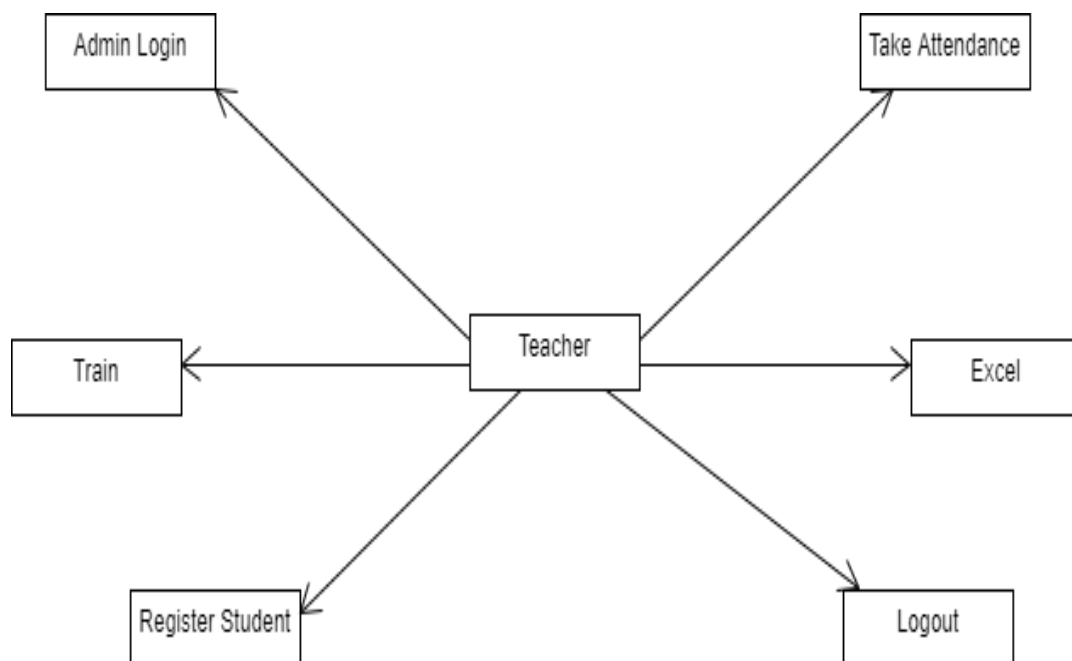 Admin Login
Take Attendance
Teacher
Train
Excel
Register Student
Logout